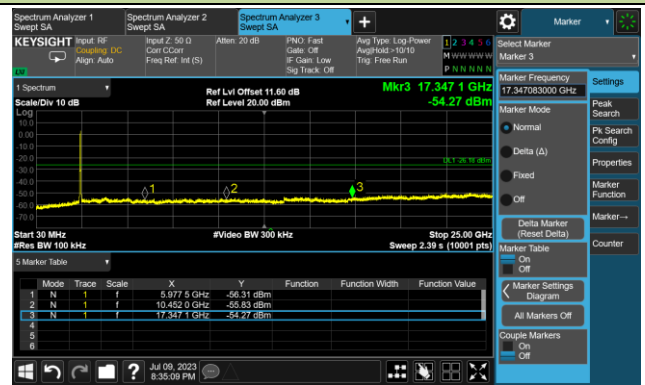 Spectrum Analyzer 1
Swept SA
Spectrum Analyzer 2
Swept SA
Spectrum Analyzer 3
Swept SA
Marker
KEYSIGHT
Input: RF
Coupling: DC
Align: Auto
Input Z: 50 Ω
Corr CCorr
Freq Ref: Int (S)
Atten: 20 dB
PNO: Fast
Gate: Off
IF Gain: Low
Sig Track: Off
Avg Type: Log-Power
Avg|Hold:>10/10
Trig: Free Run
1 2 3 4 5 6
M W W W W W
P N N N N N
LXI
Select Marker
Marker 3
1 Spectrum
Scale/Div 10 dB
Ref Lvl Offset 11.60 dB
Ref Level 20.00 dBm
Mkr3 17.347 1 GHz
-54.27 dBm
Log
10.0
0.00
-10.0
-20.0
-30.0
-40.0
-50.0
-60.0
-70.0
1
2
3
Start 30 MHz
#Res BW 100 kHz
#Video BW 300 kHz
Stop 25.00 GHz
Sweep 2.39 s (10001 pts)
5 Marker Table
Mode Trace Scale X Y Function Function Width Function Value
1 N 1 f 5.977 5 GHz -56.31 dBm
2 N 1 f 10.452 0 GHz -55.83 dBm
3 N 1 f 17.347 1 GHz -54.27 dBm
4
5
6
Marker Frequency
17.347083000 GHz
Marker Mode
Normal
Delta (Δ)
Fixed
Off
Delta Marker
(Reset Delta)
Marker Table
On
Off
Marker Settings
Diagram
All Markers Off
Couple Markers
On
Off
Settings
Peak
Search
Pk Search
Config
Properties
Marker
Function
Marker→
Counter
Jul 09, 2023
8:35:09 PM